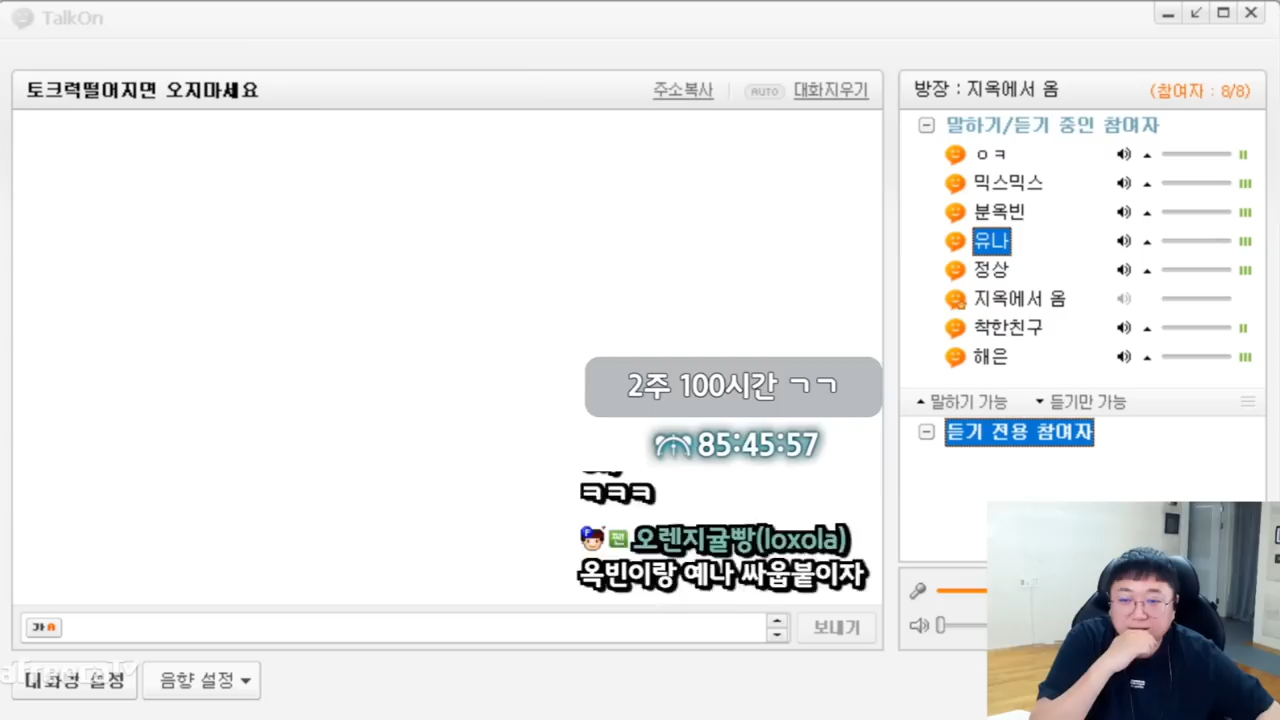 TalkOn
토크력떨어지면 오지마세요
주소복사
AUTO
대화지우기
방장 : 지옥에서 옴
(참여자 : 8/8)
말하기/듣기 중인 참여자
ㅇㅋ
믹스믹스
분옥빈
유나
정상
지옥에서 옴
착한친구
해은
말하기 가능
듣기만 가능
듣기 전용 참여자
2주 100시간 ㄱㄱ
85:45:57
ㅋㅋㅋ
팬 오렌지귤빵(loxola)
옥빈이랑 예나 싸웁붙이자
가
보내기
afreecaTV
대화명 설정
음향 설정